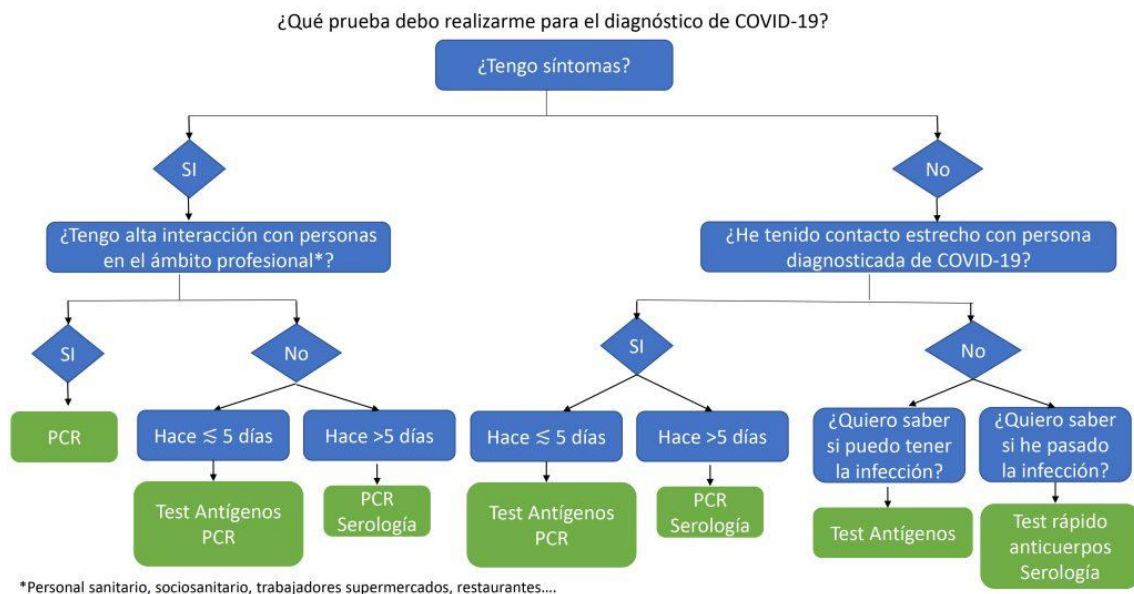 ¿Qué prueba debo realizarme para el diagnóstico de COVID-19?
¿Tengo síntomas?
SI
No
¿Tengo alta interacción con personas
en el ámbito profesional*?
¿He tenido contacto estrecho con persona
diagnosticada de COVID-19?
SI
No
SI
No
PCR
Hace ≲ 5 días
Hace >5 días
Hace ≲ 5 días
Hace >5 días
¿Quiero saber
si puedo tener
la infección?
¿Quiero saber
si he pasado
la infección?
Test Antígenos
PCR
PCR
Serología
Test Antígenos
PCR
PCR
Serología
Test Antígenos
Test rápido
anticuerpos
Serología
*Personal sanitario, sociosanitario, trabajadores supermercados, restaurantes....